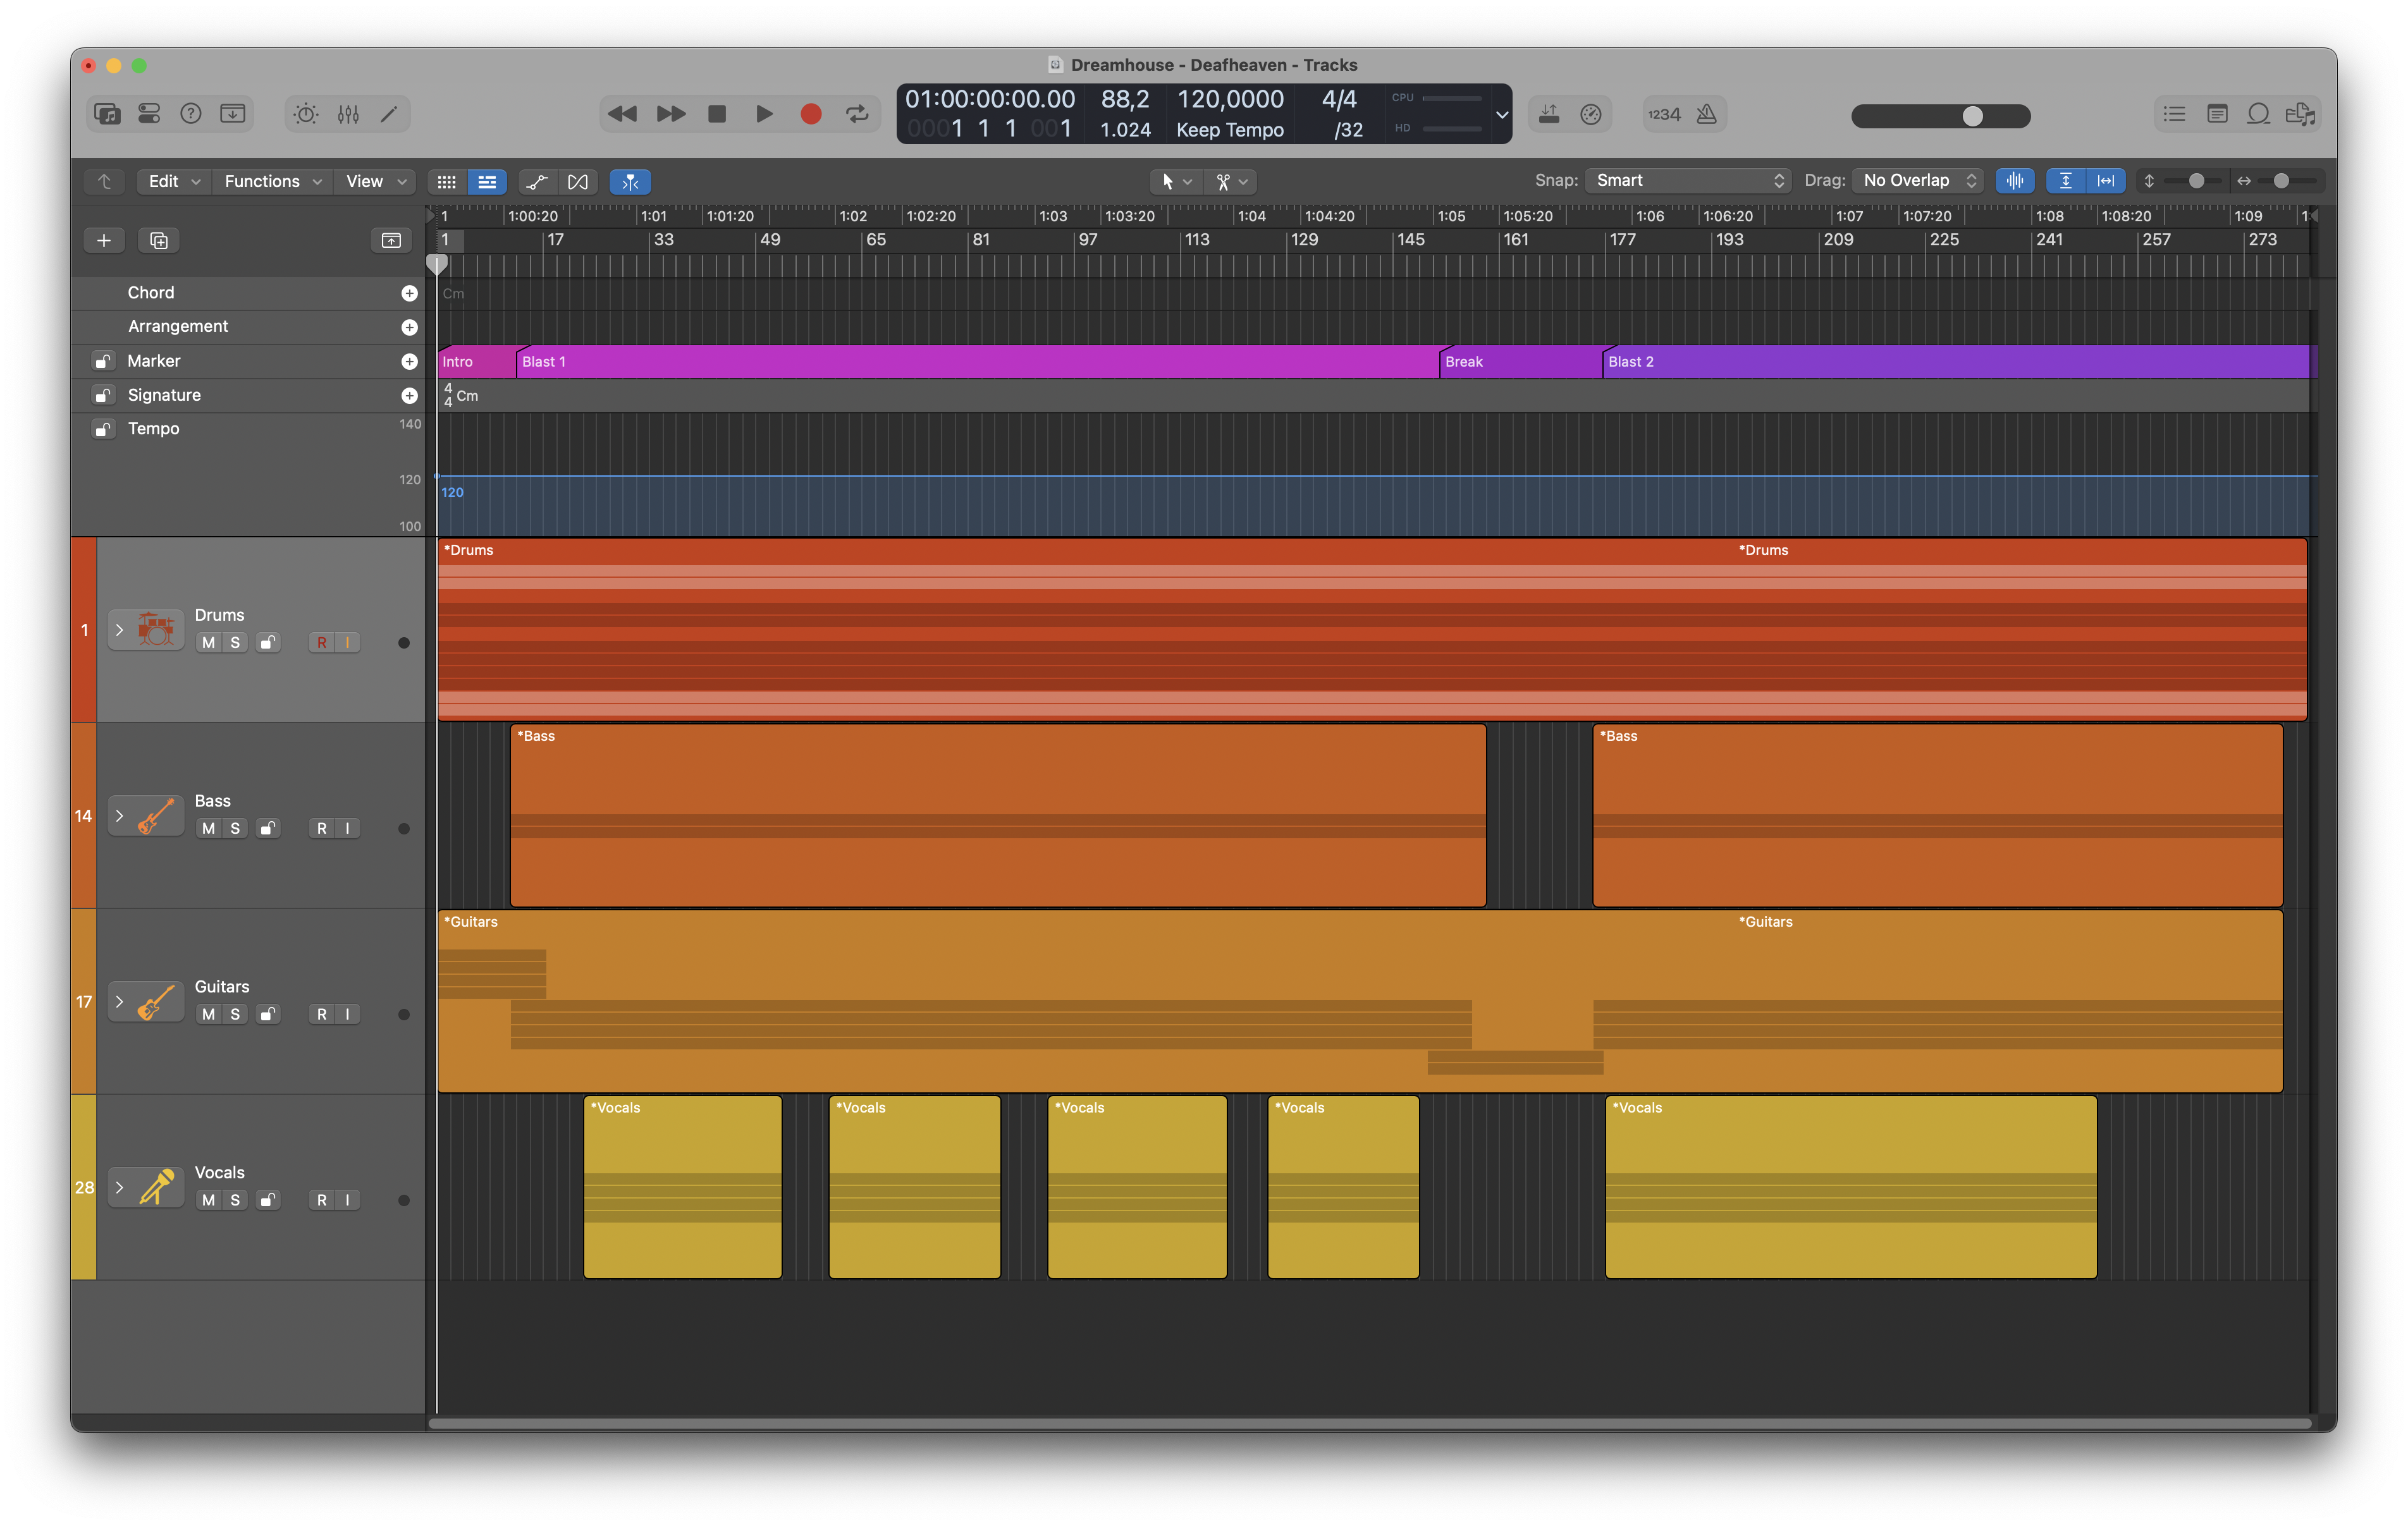 Dreamhouse - Deafheaven - Tracks
01:00:00:00.00 88,2 120,0000 4/4 CPU
0001 1 1 001 1.024 Keep Tempo /32 HD
1234
Edit Functions View Snap: Smart Drag: No Overlap
1 1:00:20 1:01 1:01:20 1:02 1:02:20 1:03 1:03:20 1:04 1:04:20 1:05 1:05:20 1:06 1:06:20 1:07 1:07:20 1:08 1:08:20 1:09 1:
1 17 33 49 65 81 97 113 129 145 161 177 193 209 225 241 257 273
Chord Cm
Arrangement
Marker Intro Blast 1 Break Blast 2
Signature 4/4 Cm
Tempo 140
120
120
100
*Drums *Drums
1 Drums
M S R I
*Bass *Bass
14 Bass
M S R I
*Guitars *Guitars
17 Guitars
M S R I
*Vocals *Vocals *Vocals *Vocals *Vocals
28 Vocals
M S R I